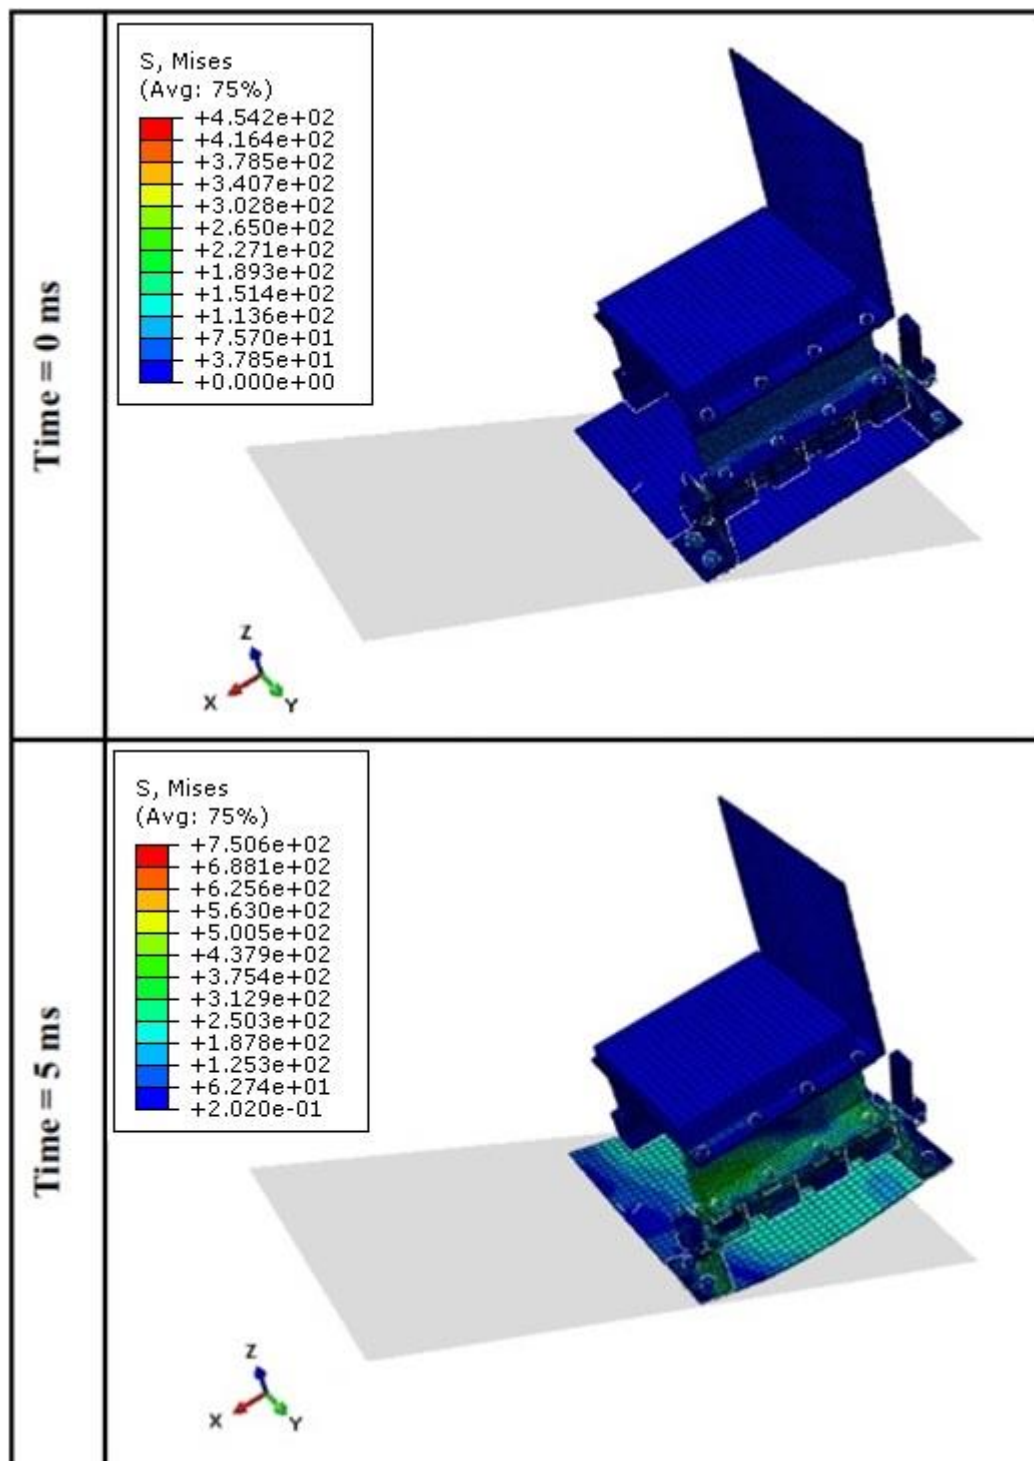 Time = 0 ms
S, Mises
(Avg: 75%)
+4.542e+02
+4.164e+02
+3.785e+02
+3.407e+02
+3.028e+02
+2.650e+02
+2.271e+02
+1.893e+02
+1.514e+02
+1.136e+02
+7.570e+01
+3.785e+01
+0.000e+00
Z
X
Y
Time = 5 ms
S, Mises
(Avg: 75%)
+7.506e+02
+6.881e+02
+6.256e+02
+5.630e+02
+5.005e+02
+4.379e+02
+3.754e+02
+3.129e+02
+2.503e+02
+1.878e+02
+1.253e+02
+6.274e+01
+2.020e-01
Z
X
Y